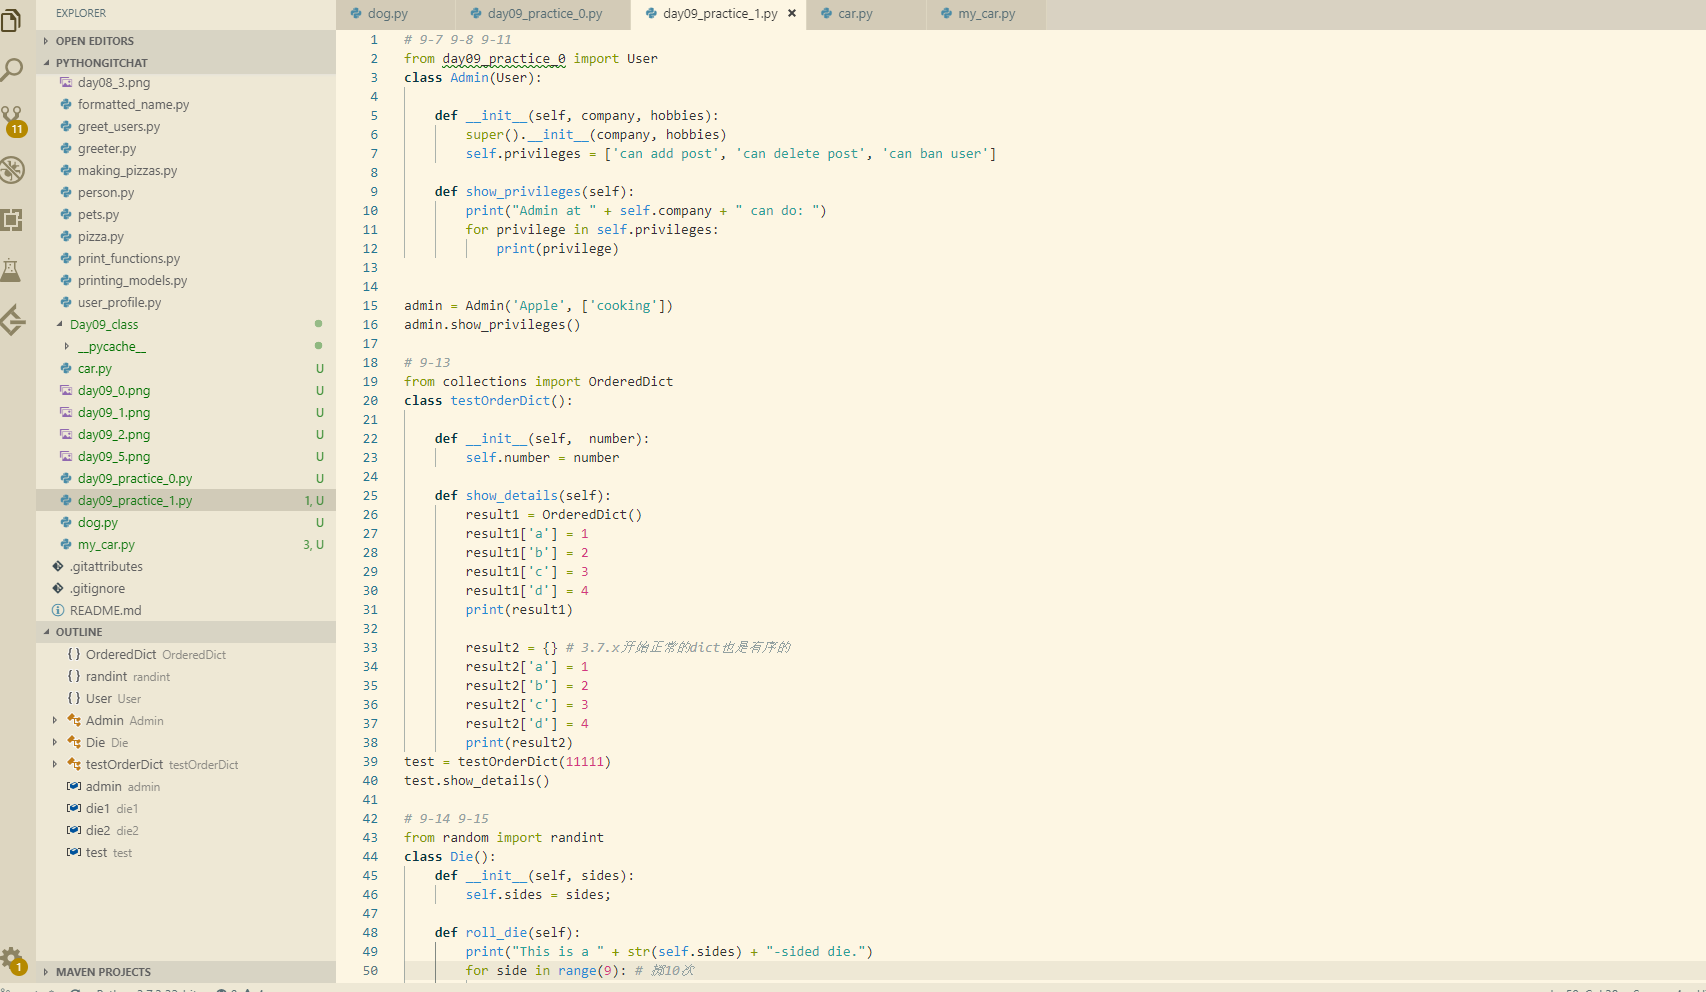 EXPLORER
OPEN EDITORS
PYTHONGITCHAT
day08_3.png
formatted_name.py
greet_users.py
greeter.py
making_pizzas.py
person.py
pets.py
pizza.py
print_functions.py
printing_models.py
user_profile.py
Day09_class
__pycache__
car.py U
day09_0.png U
day09_1.png U
day09_2.png U
day09_5.png U
day09_practice_0.py U
day09_practice_1.py 1, U
dog.py U
my_car.py 3, U
.gitattributes
.gitignore
README.md
OUTLINE
{ } OrderedDict OrderedDict
{ } randint randint
{ } User User
Admin Admin
Die Die
testOrderDict testOrderDict
admin admin
die1 die1
die2 die2
test test
MAVEN PROJECTS
11
1
dog.py day09_practice_0.py day09_practice_1.py × car.py my_car.py
1 # 9-7 9-8 9-11
2 from day09_practice_0 import User
3 class Admin(User):
4
5 def __init__(self, company, hobbies):
6 super().__init__(company, hobbies)
7 self.privileges = ['can add post', 'can delete post', 'can ban user']
8
9 def show_privileges(self):
10 print("Admin at " + self.company + " can do: ")
11 for privilege in self.privileges:
12 print(privilege)
13
14
15 admin = Admin('Apple', ['cooking'])
16 admin.show_privileges()
17
18 # 9-13
19 from collections import OrderedDict
20 class testOrderDict():
21
22 def __init__(self,  number):
23 self.number = number
24
25 def show_details(self):
26 result1 = OrderedDict()
27 result1['a'] = 1
28 result1['b'] = 2
29 result1['c'] = 3
30 result1['d'] = 4
31 print(result1)
32
33 result2 = {} # 3.7.x开始正常的dict也是有序的
34 result2['a'] = 1
35 result2['b'] = 2
36 result2['c'] = 3
37 result2['d'] = 4
38 print(result2)
39 test = testOrderDict(11111)
40 test.show_details()
41
42 # 9-14 9-15
43 from random import randint
44 class Die():
45 def __init__(self, sides):
46 self.sides = sides;
47
48 def roll_die(self):
49 print("This is a " + str(self.sides) + "-sided die.")
50 for side in range(9): # 掷10次